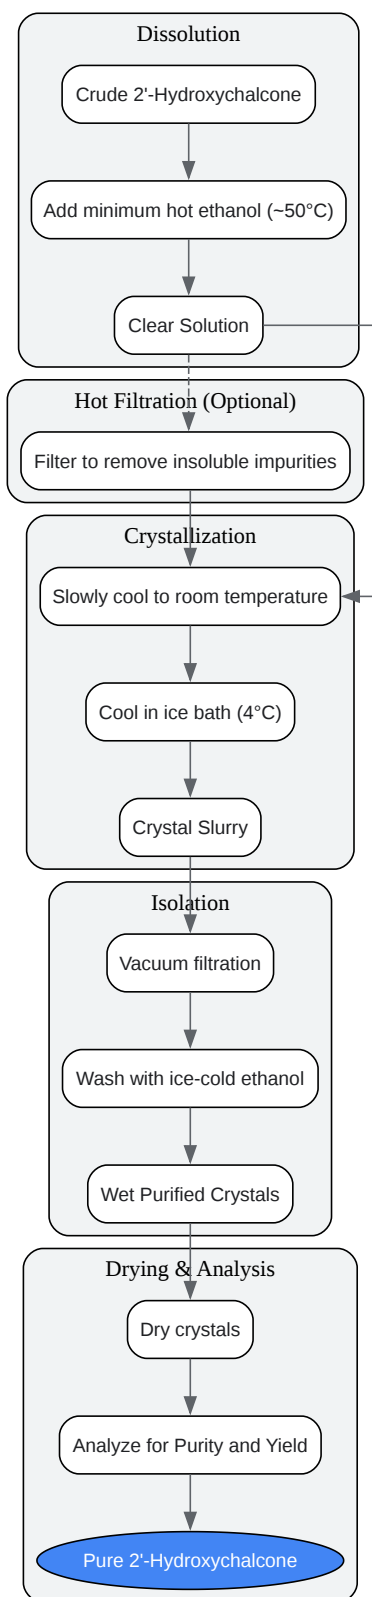 Dissolution
Crude 2'-Hydroxychalcone
Add minimum hot ethanol (~50°C)
Clear Solution
Hot Filtration (Optional)
Filter to remove insoluble impurities
Crystallization
Slowly cool to room temperature
Cool in ice bath (4°C)
Crystal Slurry
Isolation
Vacuum filtration
Wash with ice-cold ethanol
Wet Purified Crystals
Drying & Analysis
Dry crystals
Analyze for Purity and Yield
Pure 2'-Hydroxychalcone